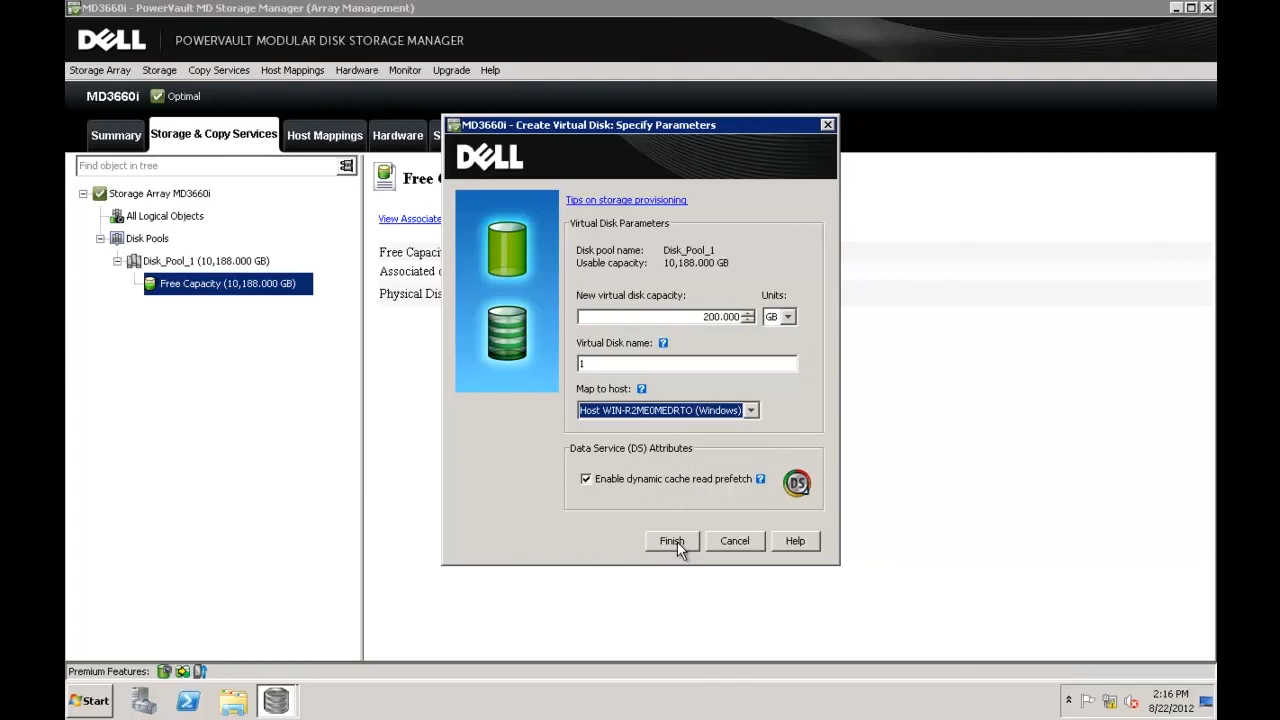 MD3660i - PowerVault MD Storage Manager (Array Management)
DELL
POWERVAULT MODULAR DISK STORAGE MANAGER
Storage Array Storage Copy Services Host Mappings Hardware Monitor Upgrade Help
MD3660i Optimal
Summary Storage & Copy Services Host Mappings Hardware S
Find object in tree
Storage Array MD3660i
All Logical Objects
Disk Pools
Disk_Pool_1 (10,188.000 GB)
Free Capacity (10,188.000 GB)
Free C
View Associate
Free Capaci
Associated c
Physical Dis
MD3660i - Create Virtual Disk: Specify Parameters
DELL
Tips on storage provisioning
Virtual Disk Parameters
Disk pool name: Disk_Pool_1
Usable capacity: 10,188.000 GB
New virtual disk capacity: Units:
200.000 GB
Virtual Disk name: ?
1
Map to host: ?
Host WIN-R2ME0MEDRTO (Windows)
Data Service (DS) Attributes
Enable dynamic cache read prefetch ? DS
Finish Cancel Help
Premium Features:
Start
2:16 PM
8/22/2012